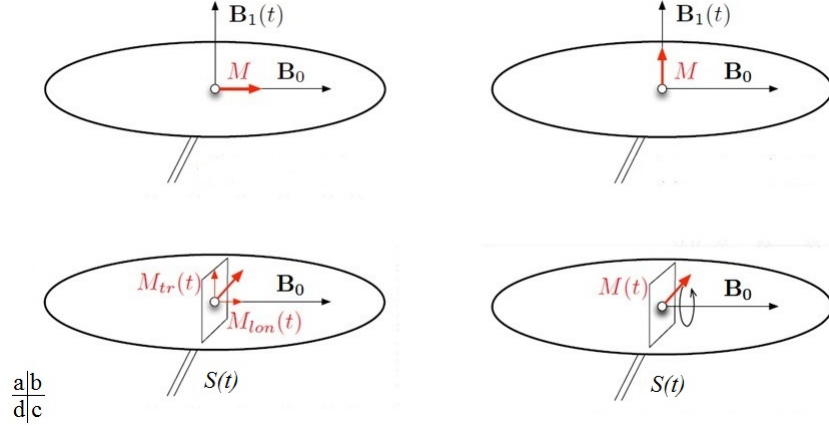 B₁(t)
M B₀
B₁(t)
M B₀
M_tr(t) B₀
M_lon(t)
S(t)
M(t) B₀
S(t)
a|b
d|c